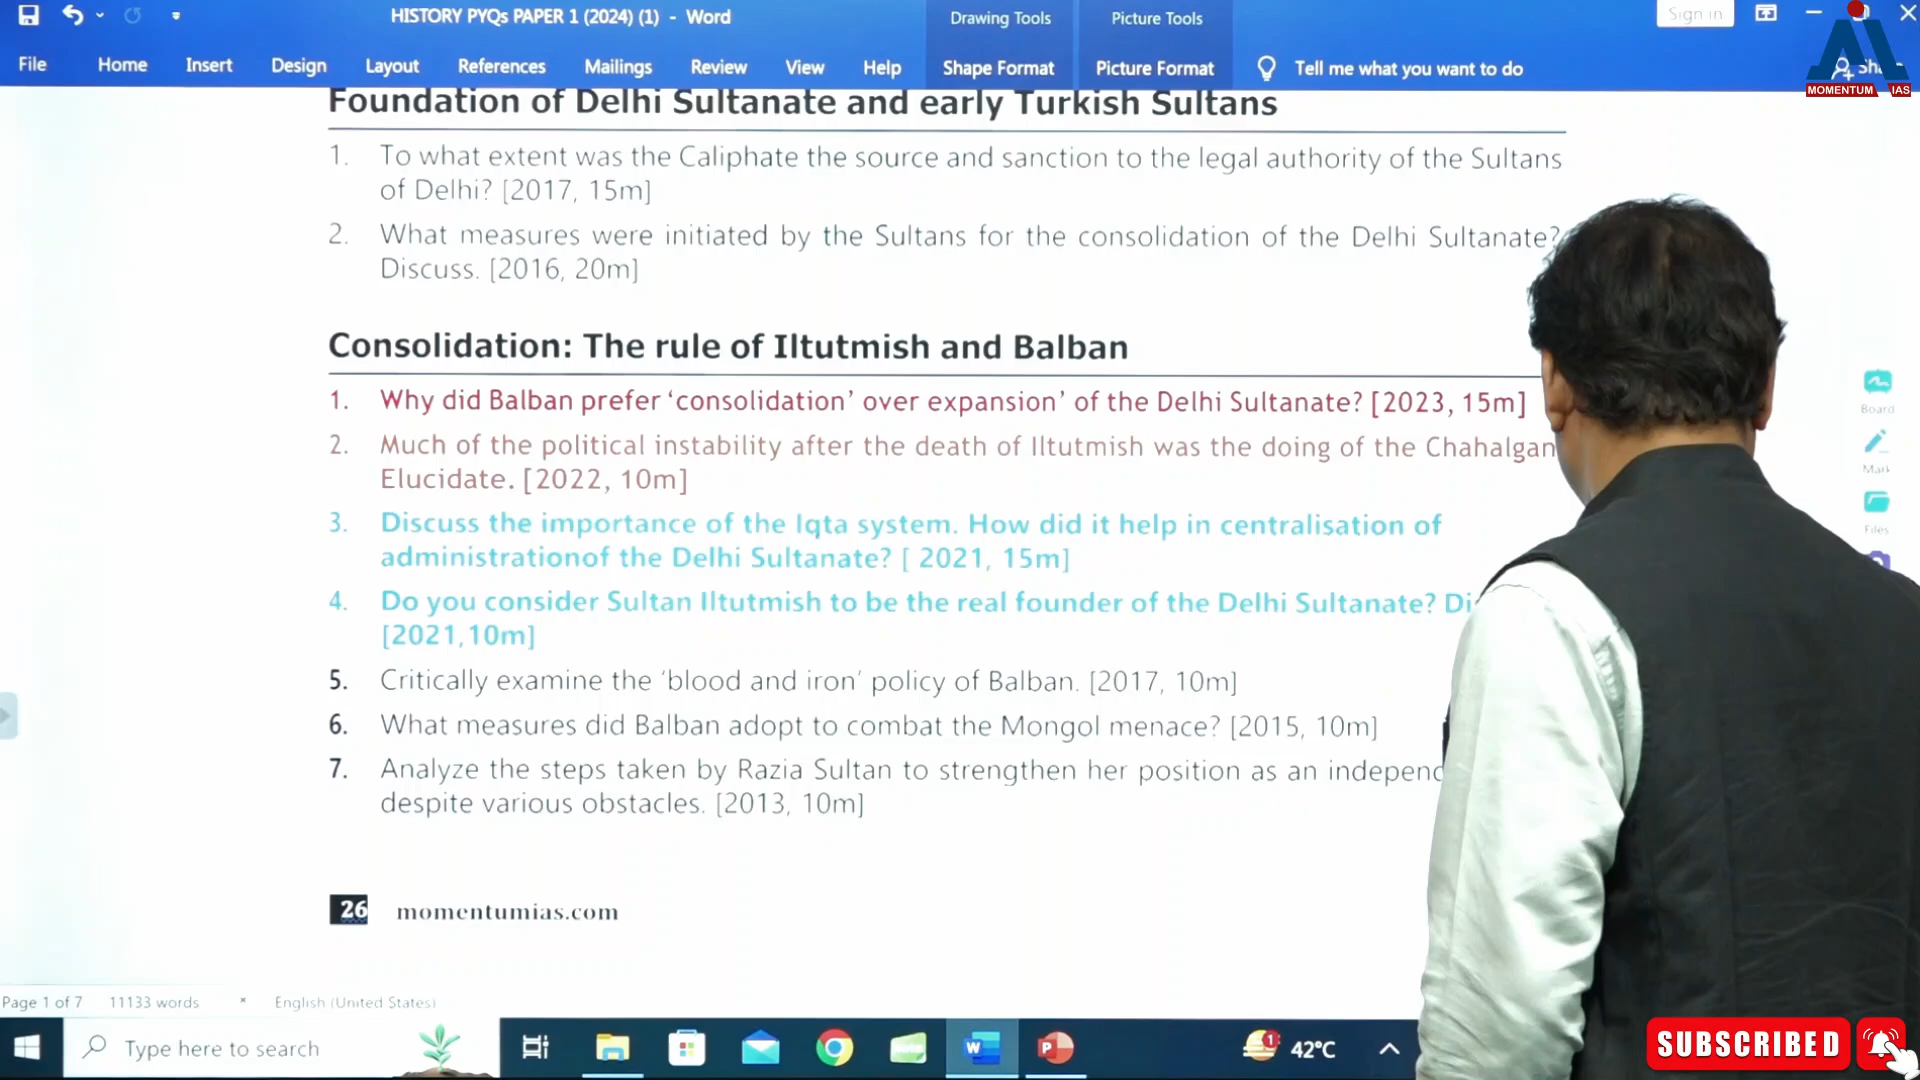 HISTORY PYQs PAPER 1 (2024) (1) - Word
Drawing Tools
Picture Tools
Sign in
File
Home
Insert
Design
Layout
References
Mailings
Review
View
Help
Shape Format
Picture Format
Tell me what you want to do
MOMENTUM IAS
Foundation of Delhi Sultanate and early Turkish Sultans
1. To what extent was the Caliphate the source and sanction to the legal authority of the Sultans
of Delhi? [2017, 15m]
2. What measures were initiated by the Sultans for the consolidation of the Delhi Sultanate?
Discuss. [2016, 20m]
Consolidation: The rule of Iltutmish and Balban
1. Why did Balban prefer ‘consolidation’ over expansion’ of the Delhi Sultanate? [2023, 15m]
2. Much of the political instability after the death of Iltutmish was the doing of the Chahalgan
Elucidate. [2022, 10m]
3. Discuss the importance of the Iqta system. How did it help in centralisation of
administrationof the Delhi Sultanate? [ 2021, 15m]
4. Do you consider Sultan Iltutmish to be the real founder of the Delhi Sultanate?
[2021,10m]
5. Critically examine the ‘blood and iron’ policy of Balban. [2017, 10m]
6. What measures did Balban adopt to combat the Mongol menace? [2015, 10m]
7. Analyze the steps taken by Razia Sultan to strengthen her position as an
despite various obstacles. [2013, 10m]
Board
Mark
Files
26 momentumias.com
Page 1 of 7
11133 words
English (United States)
Type here to search
1
42°C
SUBSCRIBED